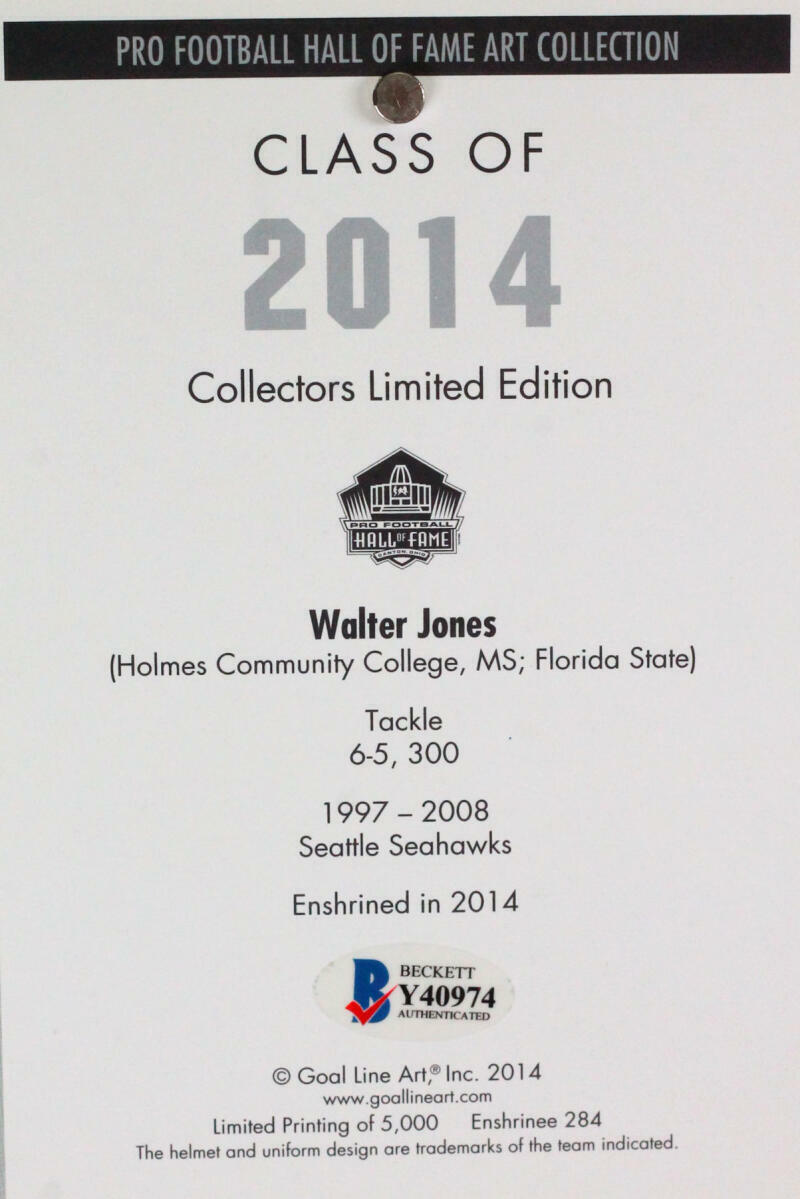 PRO FOOTBALL HALL OF FAME ART COLLECTION
CLASS OF
2014
Collectors Limited Edition
PRO FOOTBALL
HALL OF FAME
CANTON, OHIO
Walter Jones
(Holmes Community College, MS; Florida State)
Tackle
6-5, 300
1997 – 2008
Seattle Seahawks
Enshrined in 2014
B
BECKETT
Y40974
AUTHENTICATED
© Goal Line Art,® Inc. 2014
www.goallineart.com
Limited Printing of 5,000 Enshrinee 284
The helmet and uniform design are trademarks of the team indicated.